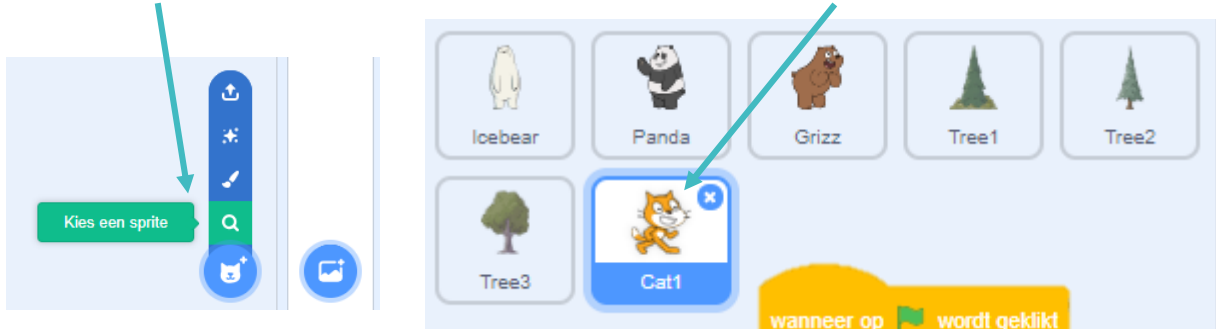 Kies een sprite
Icebear
Panda
Grizz
Tree1
Tree2
Tree3
Cat1
wanneer op wordt geklikt